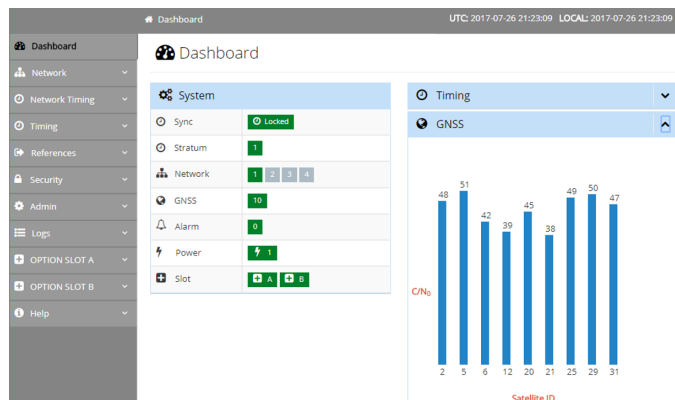 Dashboard
UTC: 2017-07-26 21:23:09 LOCAL: 2017-07-26 21:23:09
Dashboard
Network
Network Timing
Timing
References
Security
Admin
Logs
OPTION SLOT A
OPTION SLOT B
Help
Dashboard
System
Sync Locked
Stratum 1
Network 1 2 3 4
GNSS 10
Alarm 0
Power 1
Slot A B
Timing
GNSS
48 51 42 39 45 38 49 50 47
C/N0
2 5 6 12 20 21 25 29 31
Satellite ID